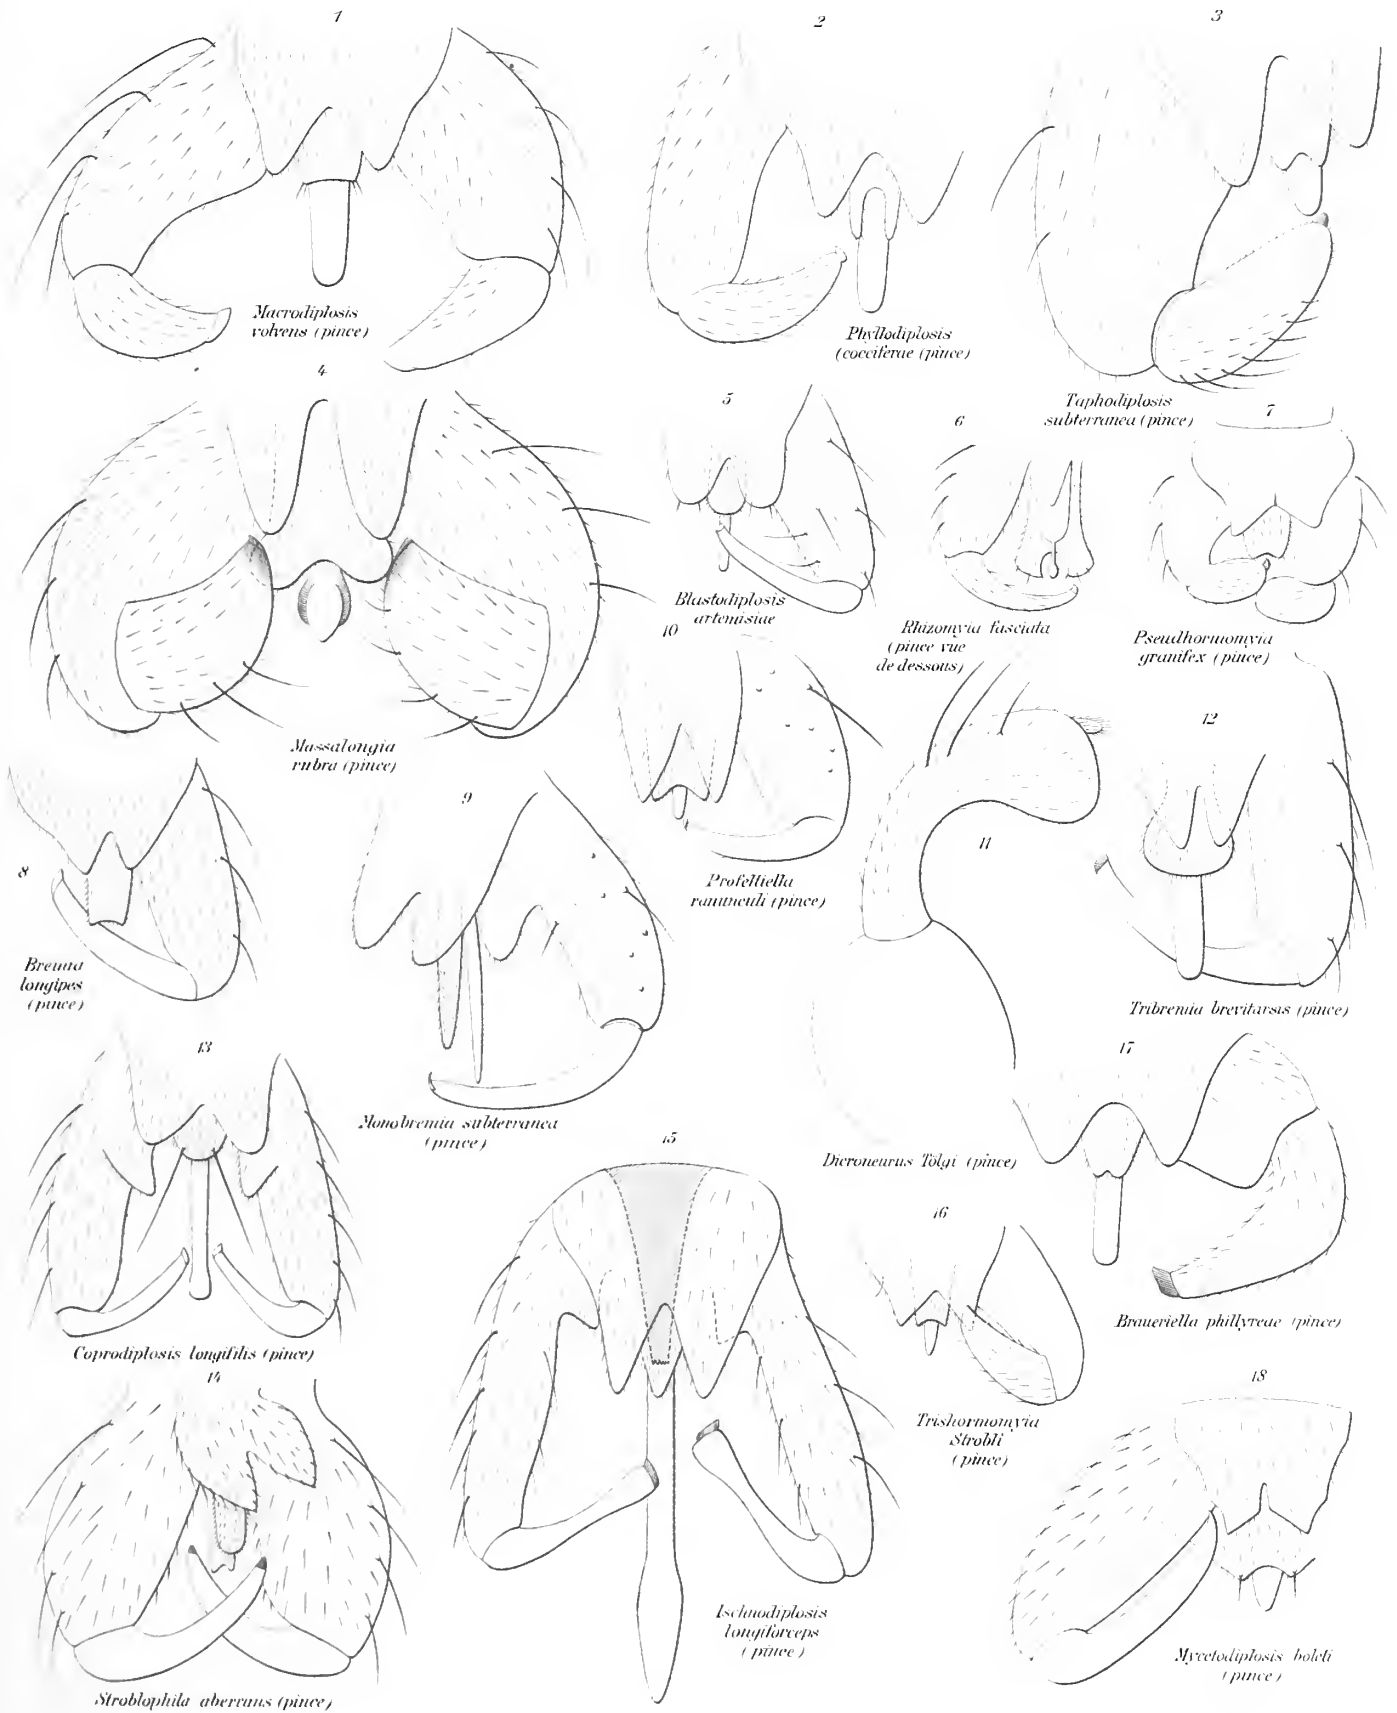 1
Macrodiplosis
volvens (pince)
2
Phyllodiplosis
(cocciferae (pince)
3
Taphodiplosis
subterranea (pince)
4
Massalongia
rubra (pince)
5
Blastodiplosis
artemisiae
6
Rhizomyia fasciata
(pince vue
de dessous)
7
Pseudhormomyia
granifex (pince)
8
Bremia
longipes
(pince)
9
Monobremia subterranea
(pince)
10
Profeltiella
ranunculi (pince)
11
Dicroneurus Tölgi (pince)
12
Tribremia brevitarsis (pince)
13
Coprodiplosis longifilis (pince)
14
Stroblophila aberrans (pince)
15
Ischnodiplosis
longiforceps
(pince)
16
Trishormomyia
Strobli
(pince)
17
Braueriella phillyreae (pince)
18
Mycetodiplosis boleti
(pince)